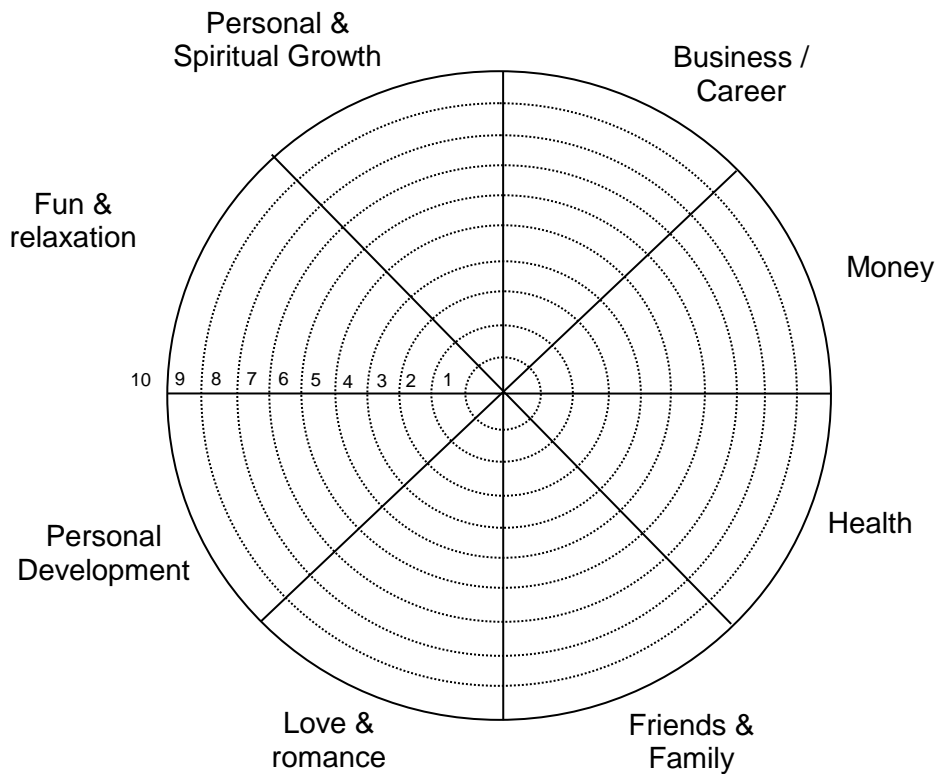 Personal &
Spiritual Growth
Business /
Career
Fun &
relaxation
Money
10 9 8 7 6 5 4 3 2 1
Personal
Development
Health
Love &
romance
Friends &
Family